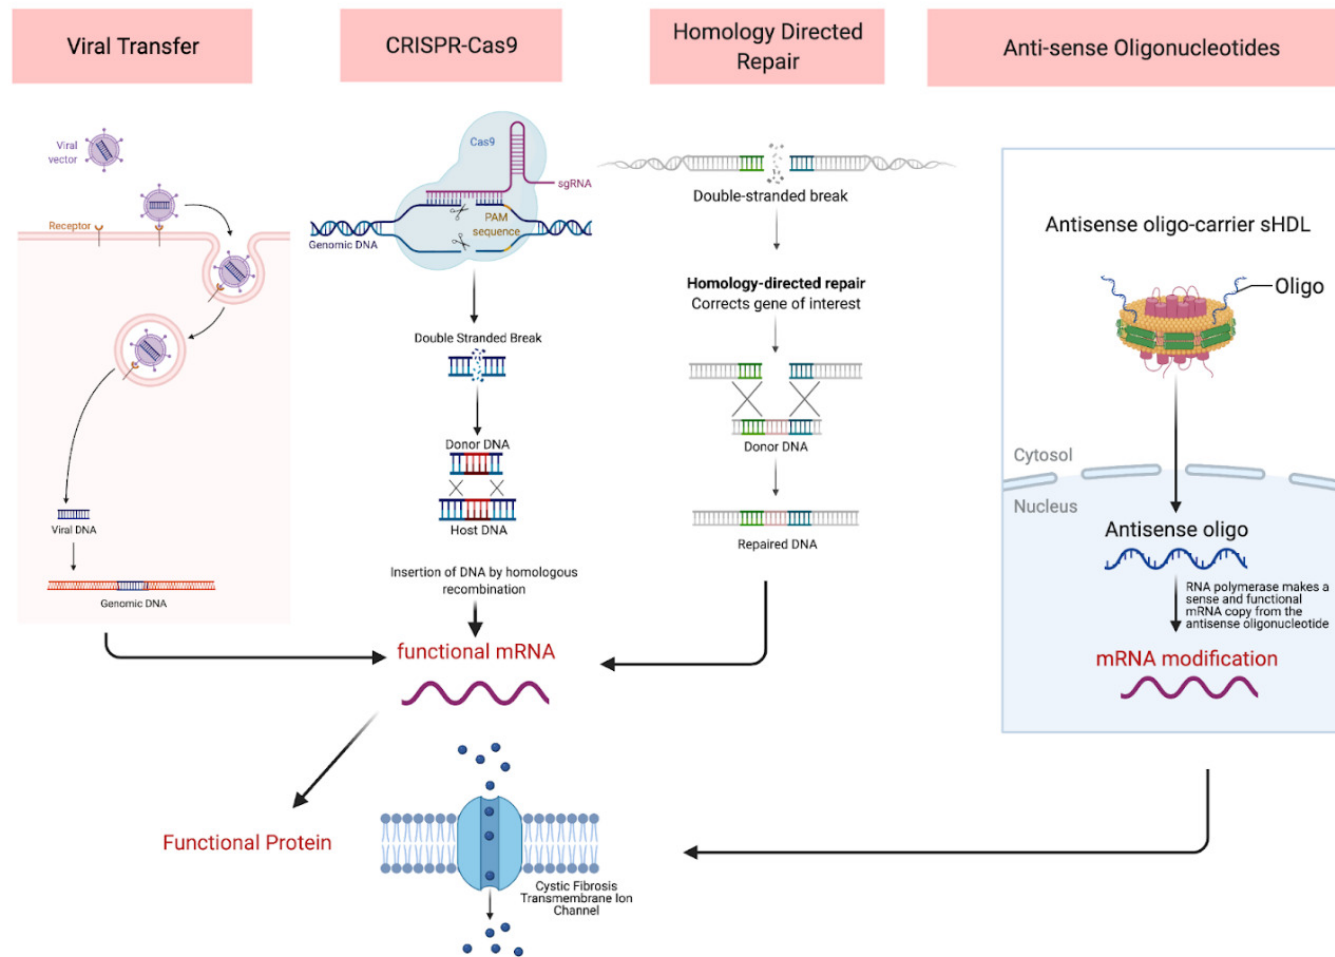 Viral Transfer
CRISPR-Cas9
Homology Directed
Repair
Anti-sense Oligonucleotides
Viral
vector
Receptor
Viral DNA
Genomic DNA
Cas9
sgRNA
PAM
sequence
Genomic DNA
Double Stranded Break
Donor DNA
Host DNA
Insertion of DNA by homologous
recombination
Double-stranded break
Homology-directed repair
Corrects gene of interest
Donor DNA
Repaired DNA
Antisense oligo-carrier sHDL
Oligo
Cytosol
Nucleus
Antisense oligo
RNA polymerase makes a
sense and functional
mRNA copy from the
antisense oligonucleotide
mRNA modification
functional mRNA
Functional Protein
Cystic Fibrosis
Transmembrane Ion
Channel